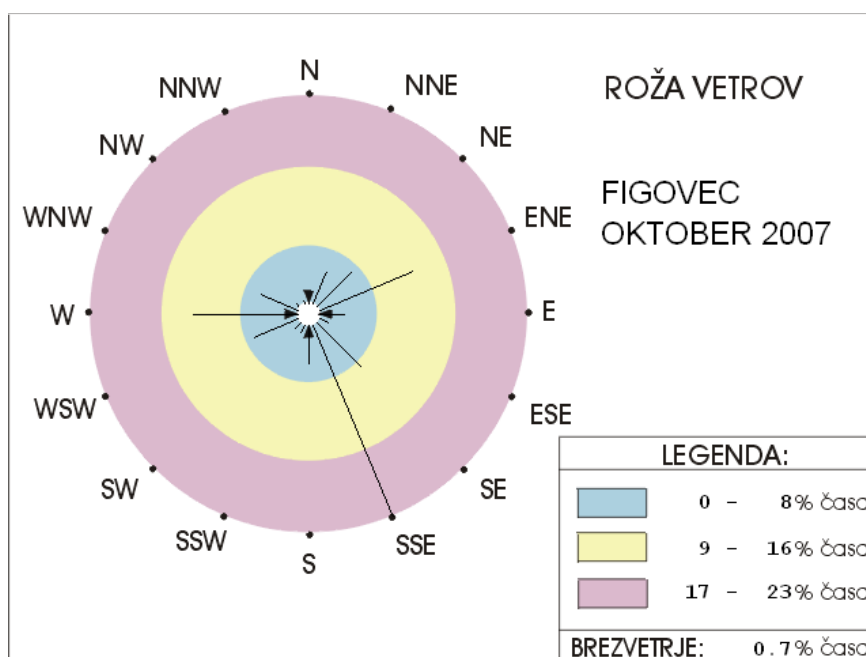 ROŽA VETROV
FIGOVEC
OKTOBER 2007
N
NNE
NE
ENE
E
ESE
SE
SSE
S
SSW
SW
WSW
W
WNW
NW
NNW
LEGENDA:
0 - 8% časa
9 - 16% časa
17 - 23% časa
BREZVETRJE: 0.7% časa